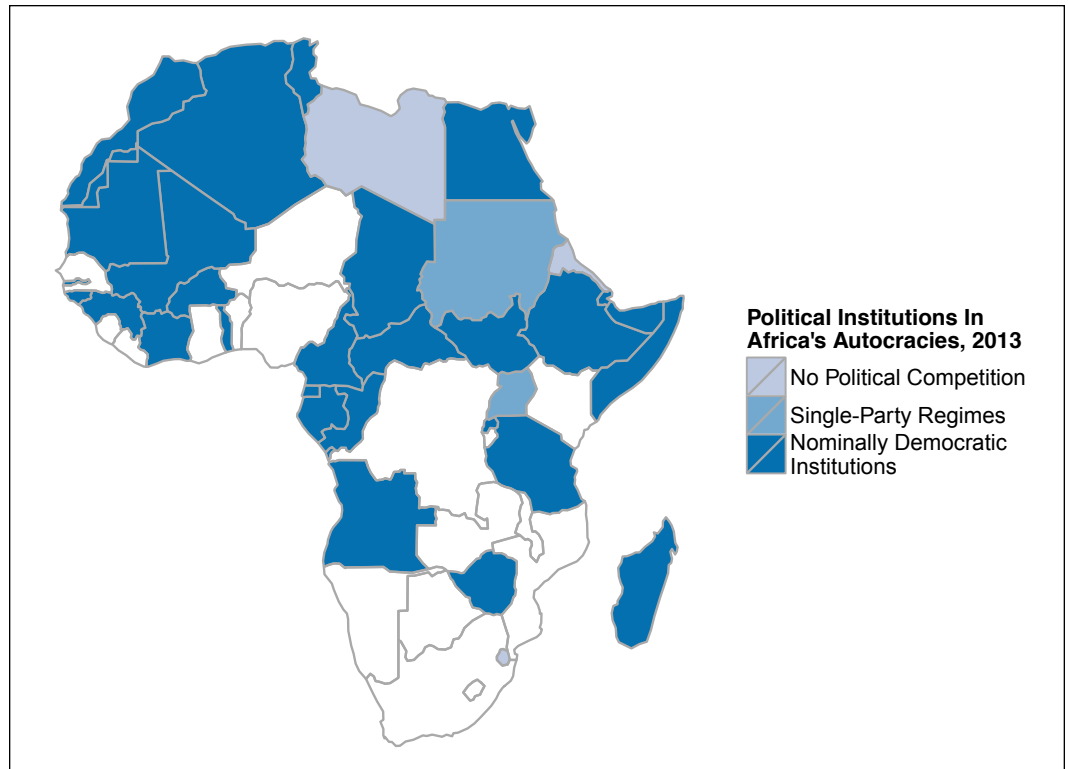 Political Institutions In
Africa's Autocracies, 2013
No Political Competition
Single-Party Regimes
Nominally Democratic
Institutions